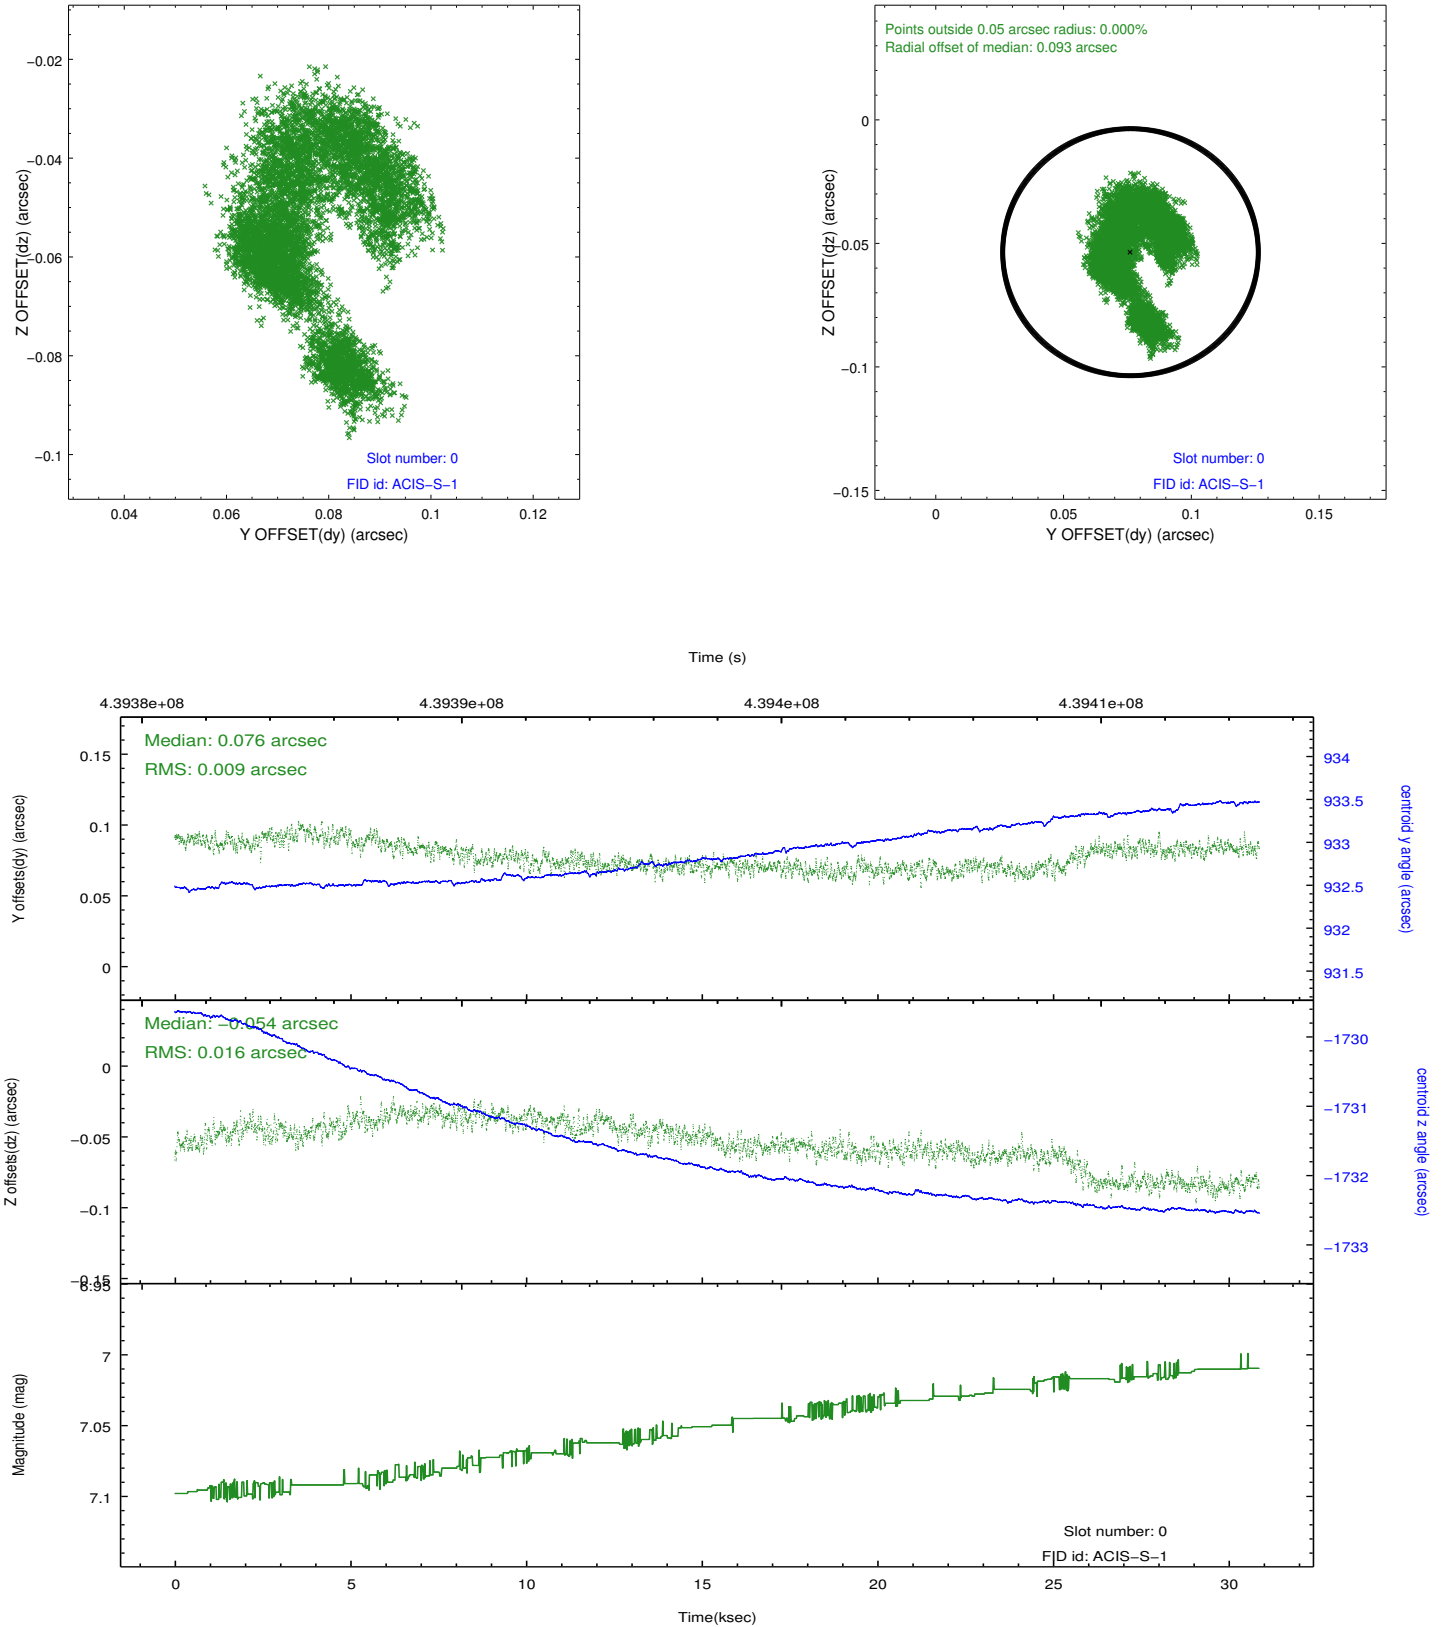 −0.02
−0.04
−0.06
−0.08
−0.1
Z OFFSET(dz) (arcsec)
Slot number: 0
FID id: ACIS−S−1
0.04 0.06 0.08 0.1 0.12
Y OFFSET(dy) (arcsec)
Points outside 0.05 arcsec radius: 0.000%
Radial offset of median: 0.093 arcsec
0
−0.05
−0.1
−0.15
Z OFFSET(dz) (arcsec)
Slot number: 0
FID id: ACIS−S−1
0 0.05 0.1 0.15
Y OFFSET(dy) (arcsec)
Time (s)
4.3938e+08 4.3939e+08 4.394e+08 4.3941e+08
Median: 0.076 arcsec
RMS: 0.009 arcsec
0.15
0.1
0.05
0
Y offsets(dy) (arcsec)
934
933.5
933
932.5
932
931.5
centroid y angle (arcsec)
Median: −0.054 arcsec
RMS: 0.016 arcsec
0
−0.05
−0.1
−0.15
Z offsets(dz) (arcsec)
−1730
−1731
−1732
−1733
centroid z angle (arcsec)
6.95
7
7.05
7.1
Magnitude (mag)
Slot number: 0
FID id: ACIS−S−1
0 5 10 15 20 25 30
Time(ksec)